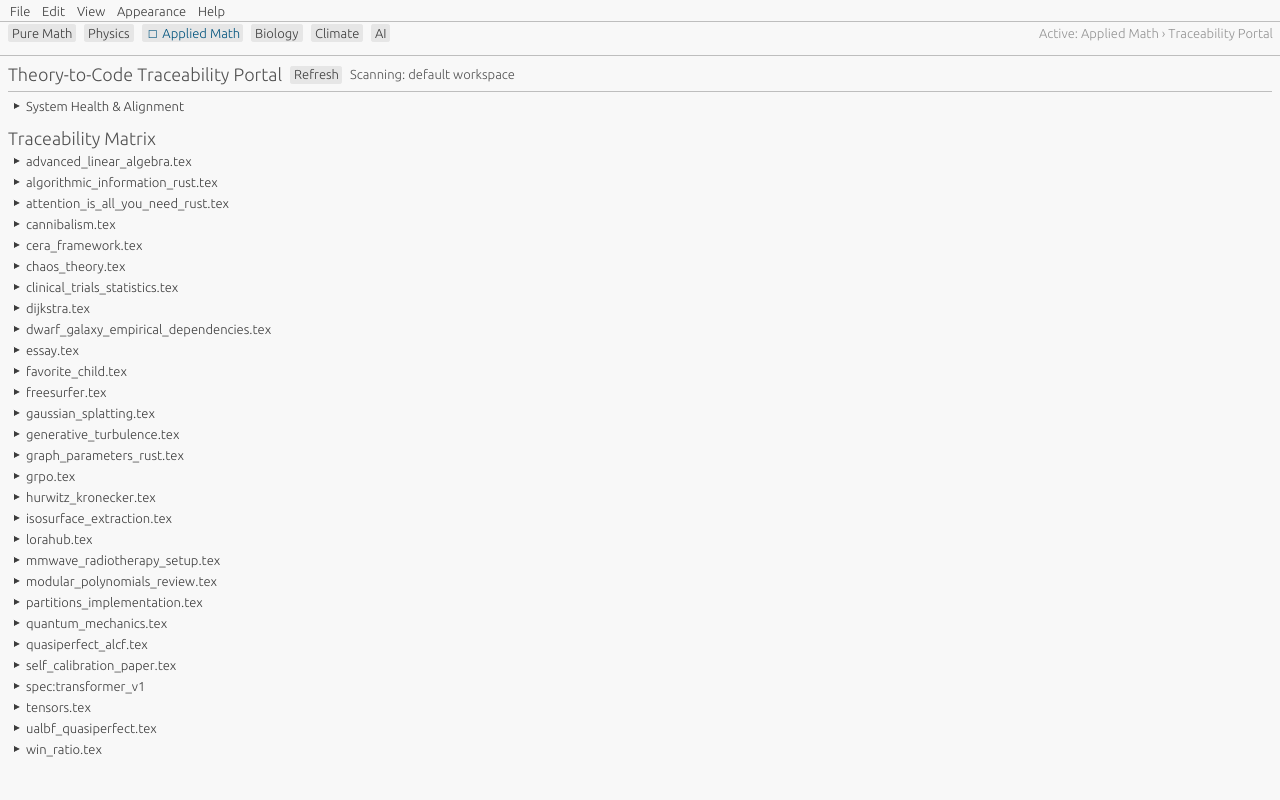 File Edit View Appearance Help
Pure Math Physics Applied Math Biology Climate AI Active: Applied Math › Traceability Portal
Theory-to-Code Traceability Portal Refresh Scanning: default workspace
System Health & Alignment
Traceability Matrix
advanced_linear_algebra.tex
algorithmic_information_rust.tex
attention_is_all_you_need_rust.tex
cannibalism.tex
cera_framework.tex
chaos_theory.tex
clinical_trials_statistics.tex
dijkstra.tex
dwarf_galaxy_empirical_dependencies.tex
essay.tex
favorite_child.tex
freesurfer.tex
gaussian_splatting.tex
generative_turbulence.tex
graph_parameters_rust.tex
grpo.tex
hurwitz_kronecker.tex
isosurface_extraction.tex
lorahub.tex
mmwave_radiotherapy_setup.tex
modular_polynomials_review.tex
partitions_implementation.tex
quantum_mechanics.tex
quasiperfect_alcf.tex
self_calibration_paper.tex
spec:transformer_v1
tensors.tex
ualbf_quasiperfect.tex
win_ratio.tex